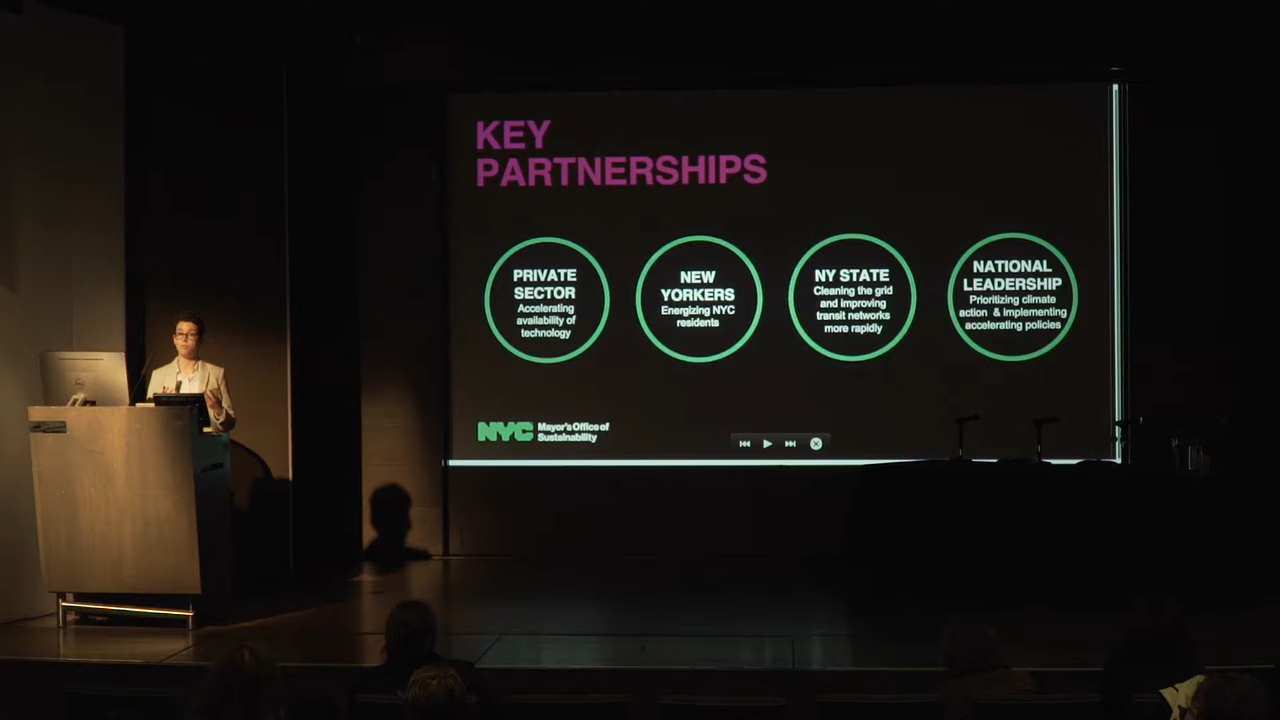 KEY
PARTNERSHIPS
PRIVATE
SECTOR
Accelerating
availability of
technology
NEW
YORKERS
Energizing NYC
residents
NY STATE
Cleaning the grid
and improving
transit networks
more rapidly
NATIONAL
LEADERSHIP
Prioritizing climate
action & implementing
accelerating policies
NYC Mayor's Office of
Sustainability